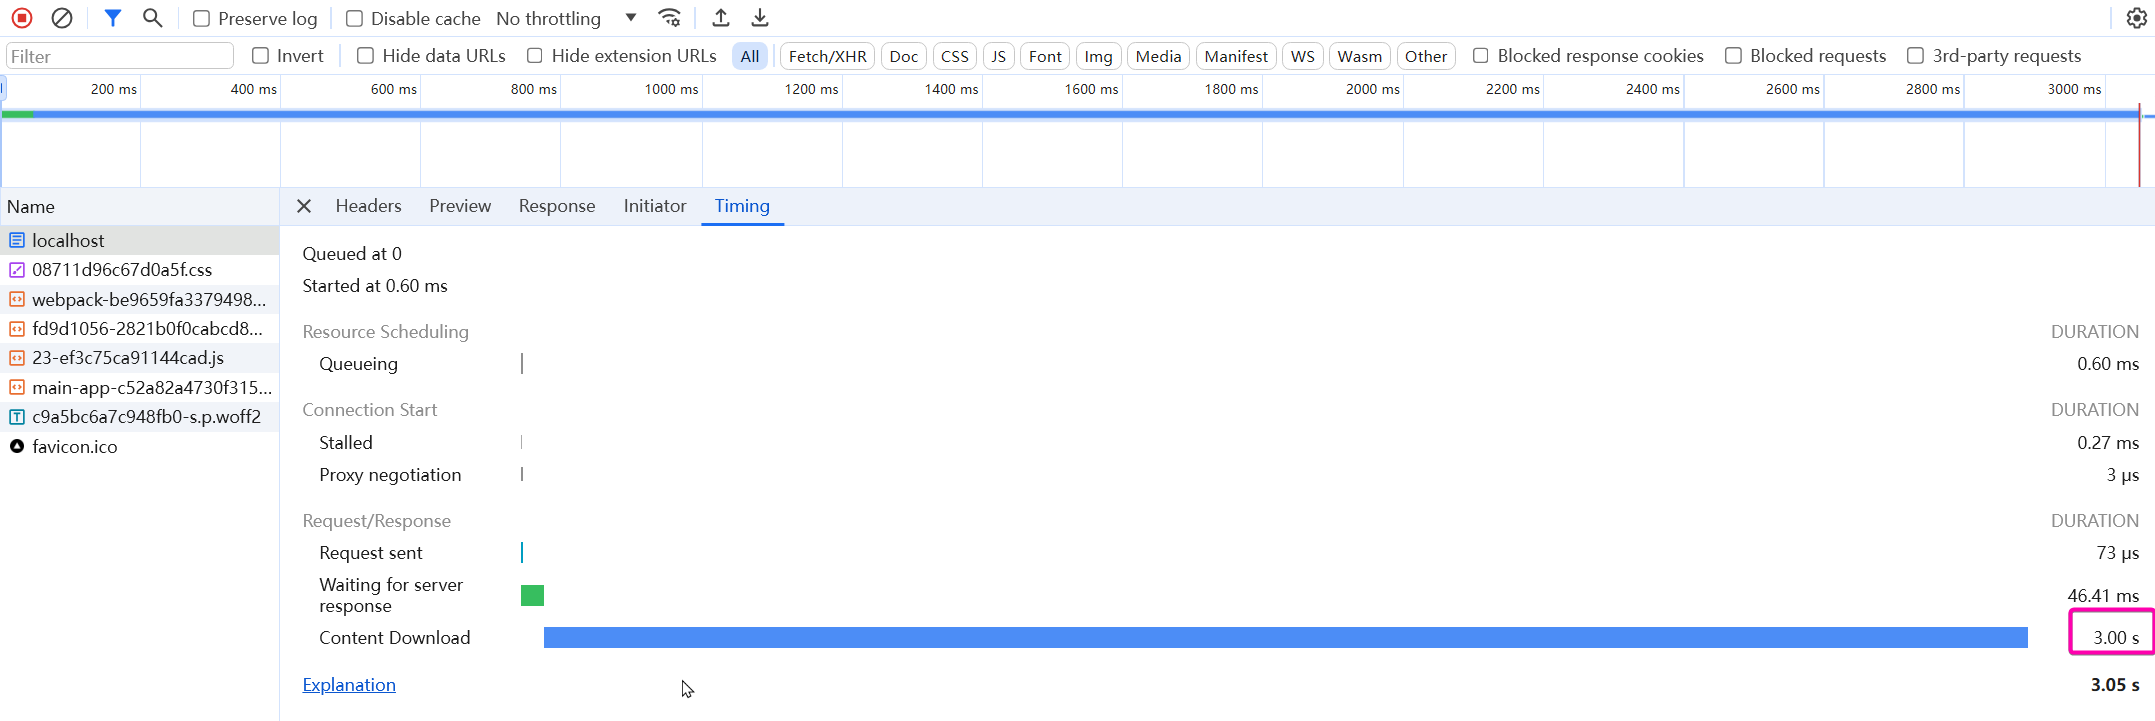 Preserve log Disable cache No throttling
Filter Invert Hide data URLs Hide extension URLs All Fetch/XHR Doc CSS JS Font Img Media Manifest WS Wasm Other Blocked response cookies Blocked requests 3rd-party requests
200 ms 400 ms 600 ms 800 ms 1000 ms 1200 ms 1400 ms 1600 ms 1800 ms 2000 ms 2200 ms 2400 ms 2600 ms 2800 ms 3000 ms
Name Headers Preview Response Initiator Timing
localhost
08711d96c67d0a5f.css
webpack-be9659fa3379498...
fd9d1056-2821b0f0cabcd8...
23-ef3c75ca91144cad.js
main-app-c52a82a4730f315...
c9a5bc6a7c948fb0-s.p.woff2
favicon.ico
Queued at 0
Started at 0.60 ms
Resource Scheduling DURATION
Queueing 0.60 ms
Connection Start DURATION
Stalled 0.27 ms
Proxy negotiation 3 μs
Request/Response DURATION
Request sent 73 μs
Waiting for server
response 46.41 ms
Content Download 3.00 s
Explanation 3.05 s